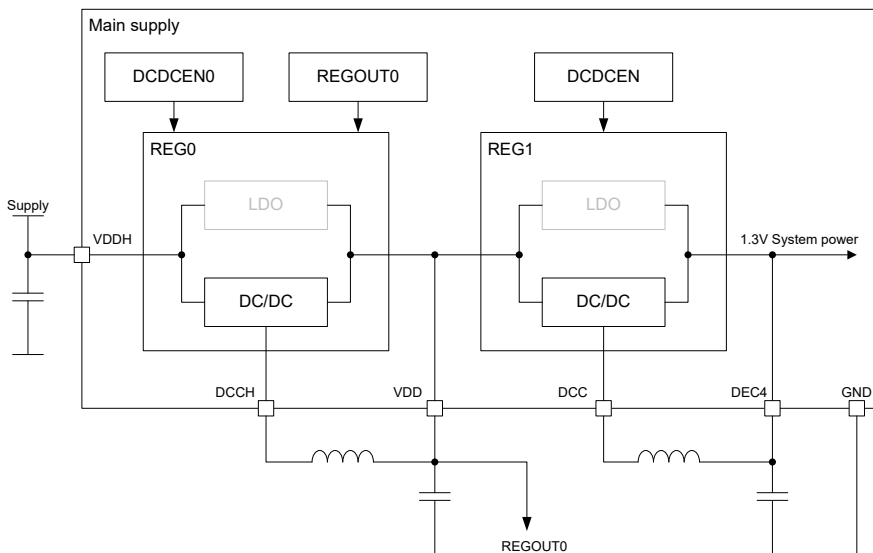 Main supply
DCDCEN0
REGOUT0
DCDCEN
REG0
REG1
LDO
LDO
Supply
VDDH
1.3V System power
DC/DC
DC/DC
DCCH
VDD
DCC
DEC4
GND
REGOUT0